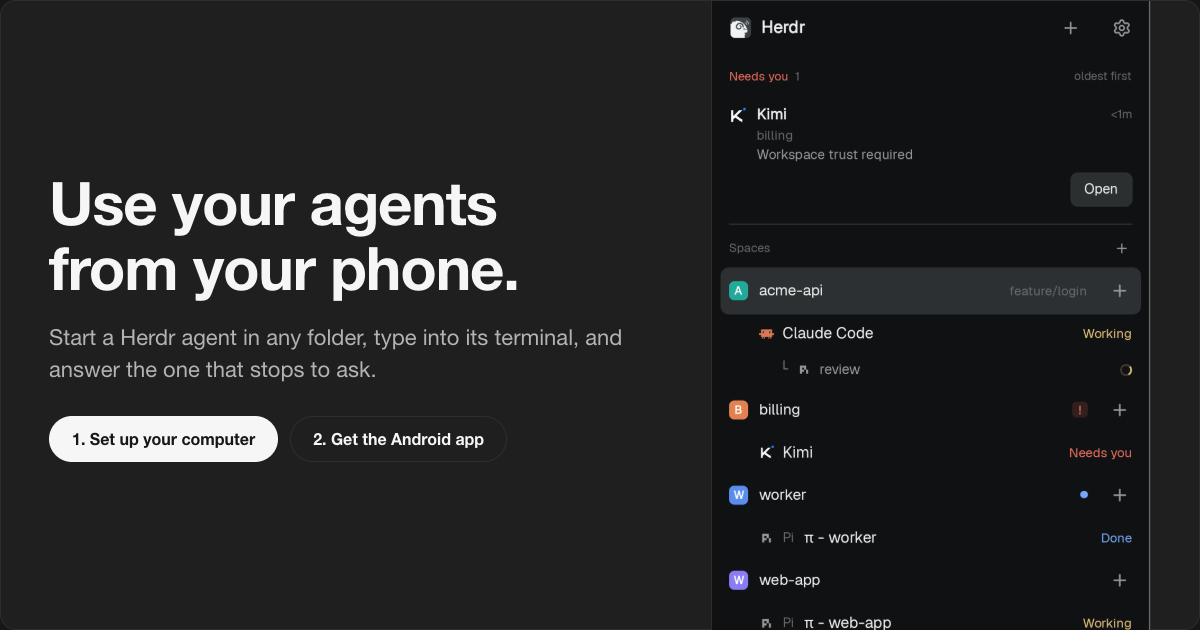 Use your agents
from your phone.
Start a Herdr agent in any folder, type into its terminal, and
answer the one that stops to ask.
1. Set up your computer
2. Get the Android app
Herdr
Needs you 1
oldest first
Kimi
<1m
billing
Workspace trust required
Open
Spaces
A acme-api
feature/login
Claude Code
Working
review
B billing
!
Kimi
Needs you
W worker
Pi π - worker
Done
W web-app
Pi π - web-app
Working